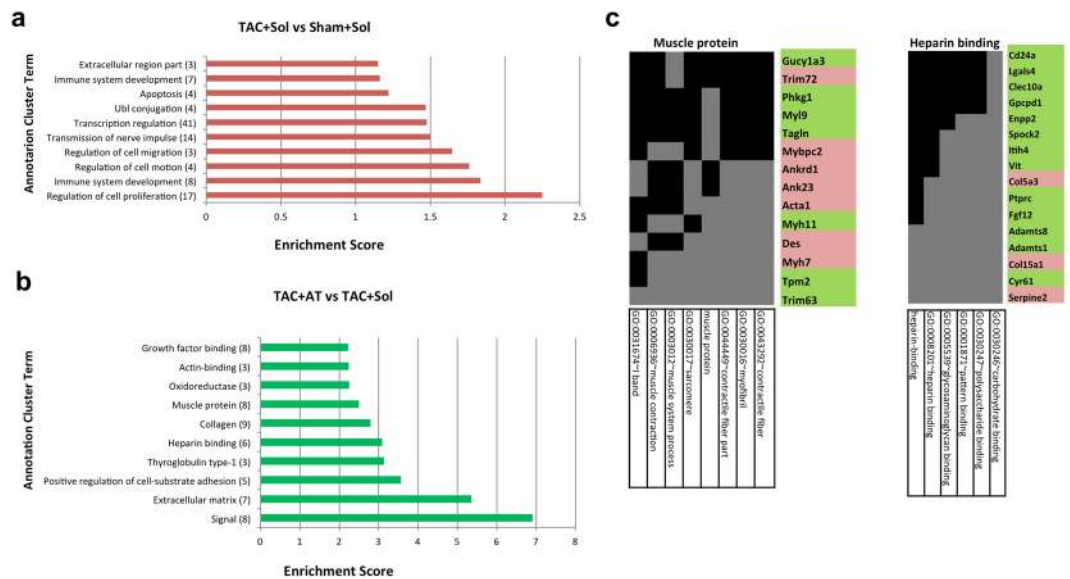 a
TAC+Sol vs Sham+Sol
Annotarion Cluster Term
Extracellular region part (3)
Immune system development (7)
Apoptosis (4)
Ubl conjugation (4)
Transcription regulation (41)
Transmission of nerve impulse (14)
Regulation of cell migration (3)
Regulation of cell motion (4)
Immune system development (8)
Regulation of cell proliferation (17)
0 0.5 1 1.5 2 2.5
Enrichment Score
b
TAC+AT vs TAC+Sol
Annotation Cluster Term
Growth factor binding (8)
Actin-binding (3)
Oxidoreductase (3)
Muscle protein (8)
Collagen (9)
Heparin binding (6)
Thyroglobulin type-1 (3)
Positive regulation of cell-substrate adhesion (5)
Extracellular matrix (7)
Signal (8)
0 1 2 3 4 5 6 7 8
Enrichment Score
c
Muscle protein
Gucy1a3
Trim72
Phkg1
Myl9
Tagln
Mybpc2
Ankrd1
Ank23
Acta1
Myh11
Des
Myh7
Tpm2
Trim63
GO:0031674~I band
GO:0006936~muscle contraction
GO:0003012~muscle system process
GO:0030017~sarcomere
muscle protein
GO:0044449~contractile fiber part
GO:0030016~myofibril
GO:0043292~contractile fiber
Heparin binding
Cd24a
Lgals4
Clec10a
Gpcpd1
Enpp2
Spock2
Itih4
Vit
Col5a3
Ptprc
Fgf12
Adamts8
Adamts1
Col15a1
Cyr61
Serpine2
heparin-binding
GO:0008201~heparin binding
GO:0005539~glycosaminoglycan binding
GO:0001871~pattern binding
GO:0030247~polysaccharide binding
GO:0030246~carbohydrate binding